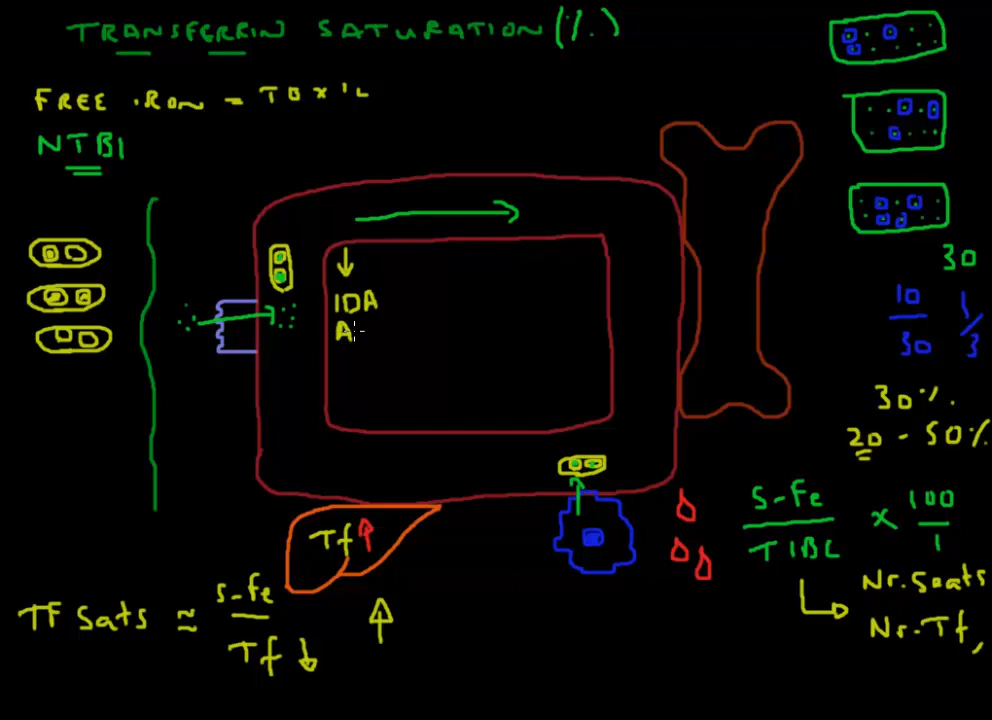 TRANSFERRIN SATURATION (%)
FREE IRON = TOXIC
NTBI
↓
IDA
A
30
10/30 1/3
30%.
20 - 50%
S-Fe/TIBC x 100/1
Nr. Seats
Nr. Tf,
Tf ↑
TF Sats ≈ S-fe/Tf ↓ ↑